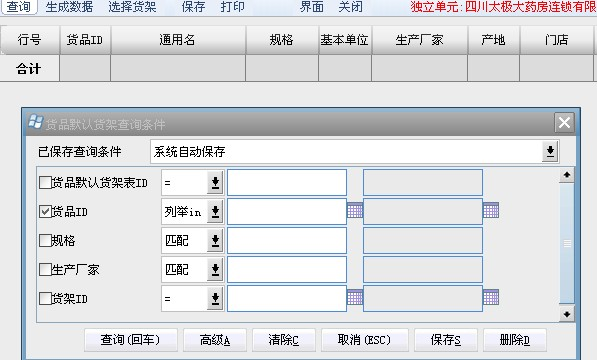 查询 生成数据 选择货架 保存 打印 界面 关闭 独立单元: 四川太极大药房连锁有限
行号 货品ID 通用名 规格 基本单位 生产厂家 产地 门店
合计
货品默认货架查询条件
已保存查询条件 系统自动保存
货品默认货架表ID =
货品ID 列举in
规格 匹配
生产厂家 匹配
货架ID =
查询(回车) 高级A 清除C 取消(ESC) 保存S 删除D